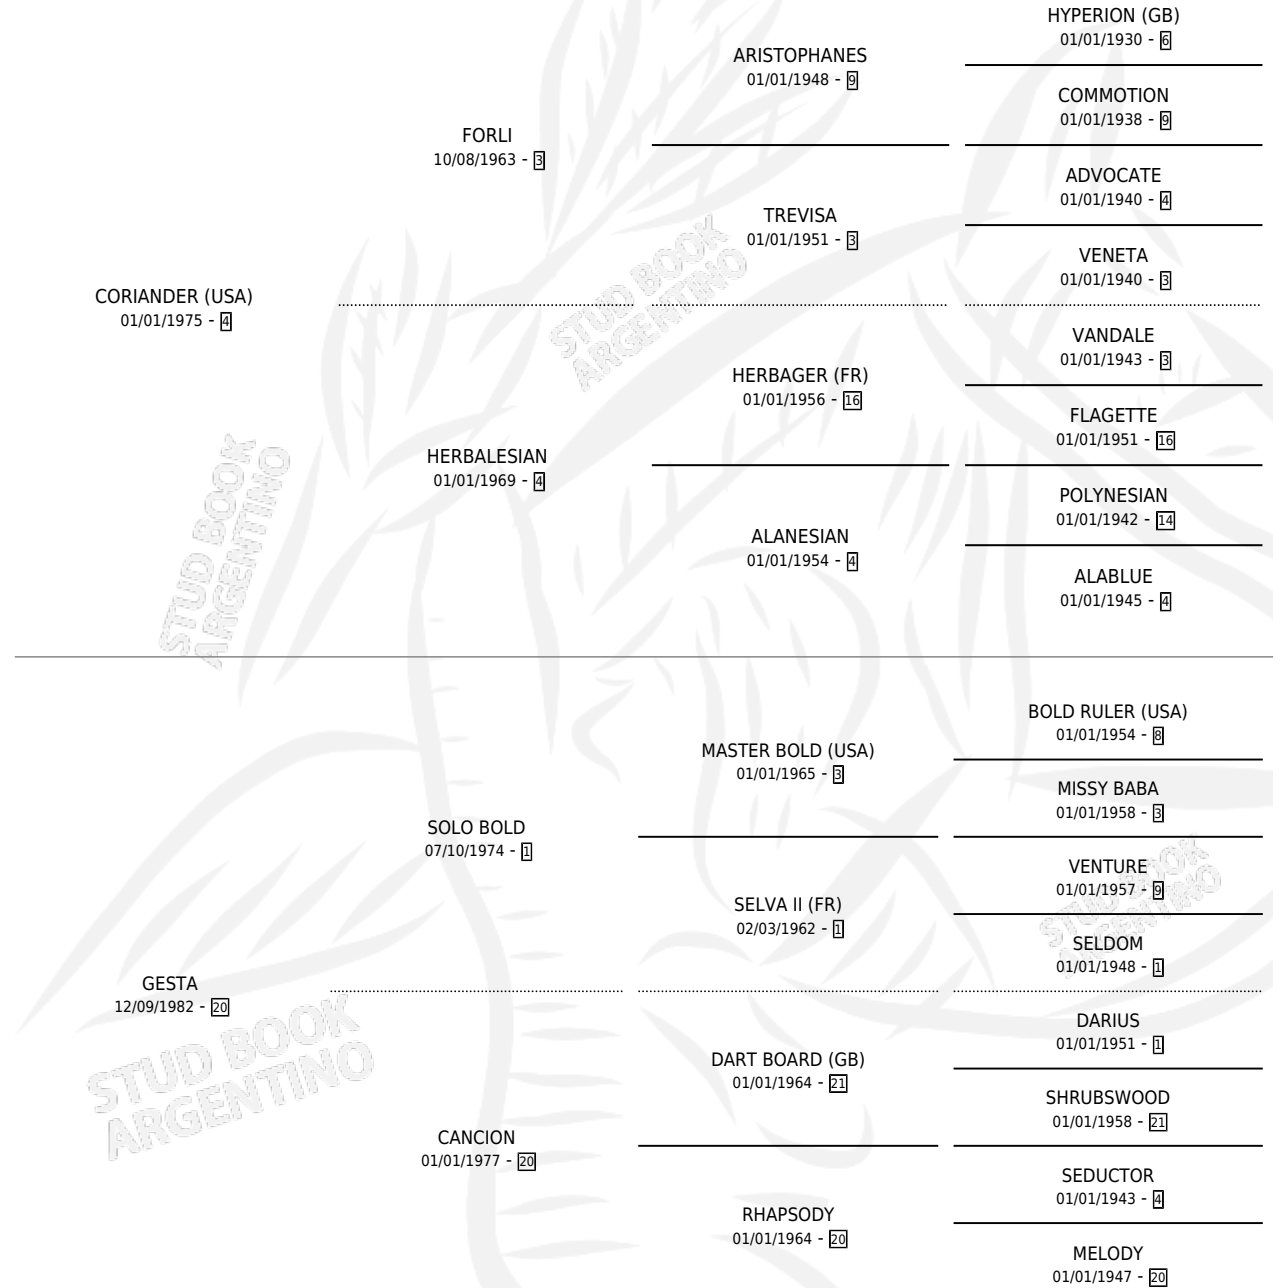 HYPERION (GB)
01/01/1930 - 6
ARISTOPHANES
01/01/1948 - 9
COMMOTION
01/01/1938 - 9
FORLI
10/08/1963 - 3
ADVOCATE
01/01/1940 - 4
TREVISA
01/01/1951 - 3
VENETA
01/01/1940 - 3
CORIANDER (USA)
01/01/1975 - 4
VANDALE
01/01/1943 - 3
HERBAGER (FR)
01/01/1956 - 16
FLAGETTE
01/01/1951 - 16
HERBALESIAN
01/01/1969 - 4
POLYNESIAN
01/01/1942 - 14
ALANESIAN
01/01/1954 - 4
ALABLUE
01/01/1945 - 4
BOLD RULER (USA)
01/01/1954 - 8
MASTER BOLD (USA)
01/01/1965 - 3
MISSY BABA
01/01/1958 - 3
SOLO BOLD
07/10/1974 - 1
VENTURE
01/01/1957 - 9
SELVA II (FR)
02/03/1962 - 1
SELDOM
01/01/1948 - 1
GESTA
12/09/1982 - 20
DARIUS
01/01/1951 - 1
DART BOARD (GB)
01/01/1964 - 21
SHRUBSWOOD
01/01/1958 - 21
CANCION
01/01/1977 - 20
SEDUCTOR
01/01/1943 - 4
RHAPSODY
01/01/1964 - 20
MELODY
01/01/1947 - 20
STUD BOOK
ARGENTINO
STUD BOOK
ARGENTINO
STUD BOOK
ARGENTINO
STUD BOOK
ARGENTINO